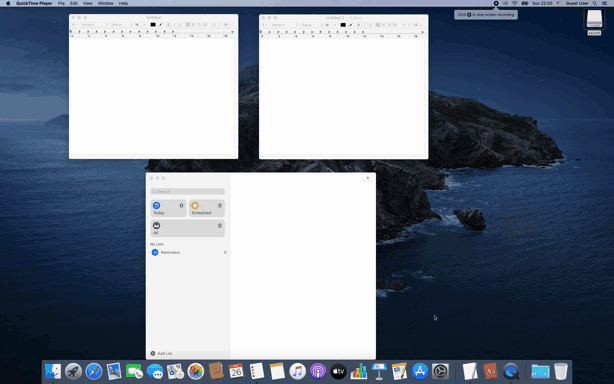 QuickTime Player File Edit View Window Help Sun 22:00 Guest User
Click to stop screen recording
Untitled
Untitled 2
Search
0
Today
0
Scheduled
0
All
My Lists
Reminders 0
Add List
26